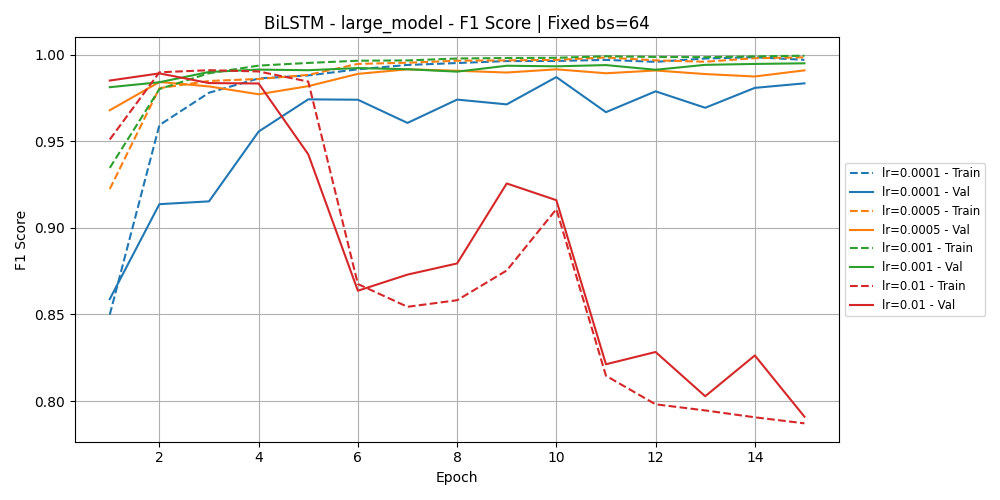 BiLSTM - large_model - F1 Score | Fixed bs=64
F1 Score
1.00
0.95
0.90
0.85
0.80
2 4 6 8 10 12 14
Epoch
lr=0.0001 - Train
lr=0.0001 - Val
lr=0.0005 - Train
lr=0.0005 - Val
lr=0.001 - Train
lr=0.001 - Val
lr=0.01 - Train
lr=0.01 - Val